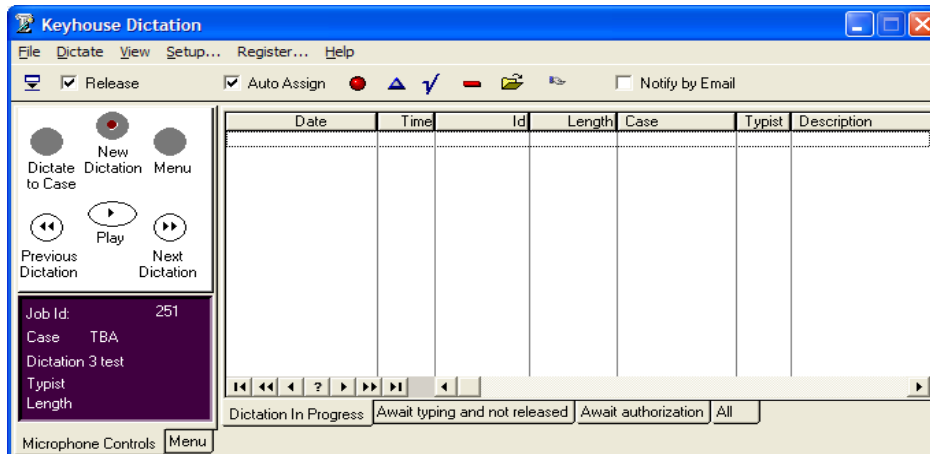 Keyhouse Dictation
File Dictate View Setup... Register... Help
Release Auto Assign Notify by Email
Date Time Id Length Case Typist Description
New
Dictate Dictation Menu
to Case
Play
Previous Next
Dictation Dictation
Job Id: 251
Case TBA
Dictation 3 test
Typist
Length
?
Dictation In Progress Await typing and not released Await authorization All
Microphone Controls Menu